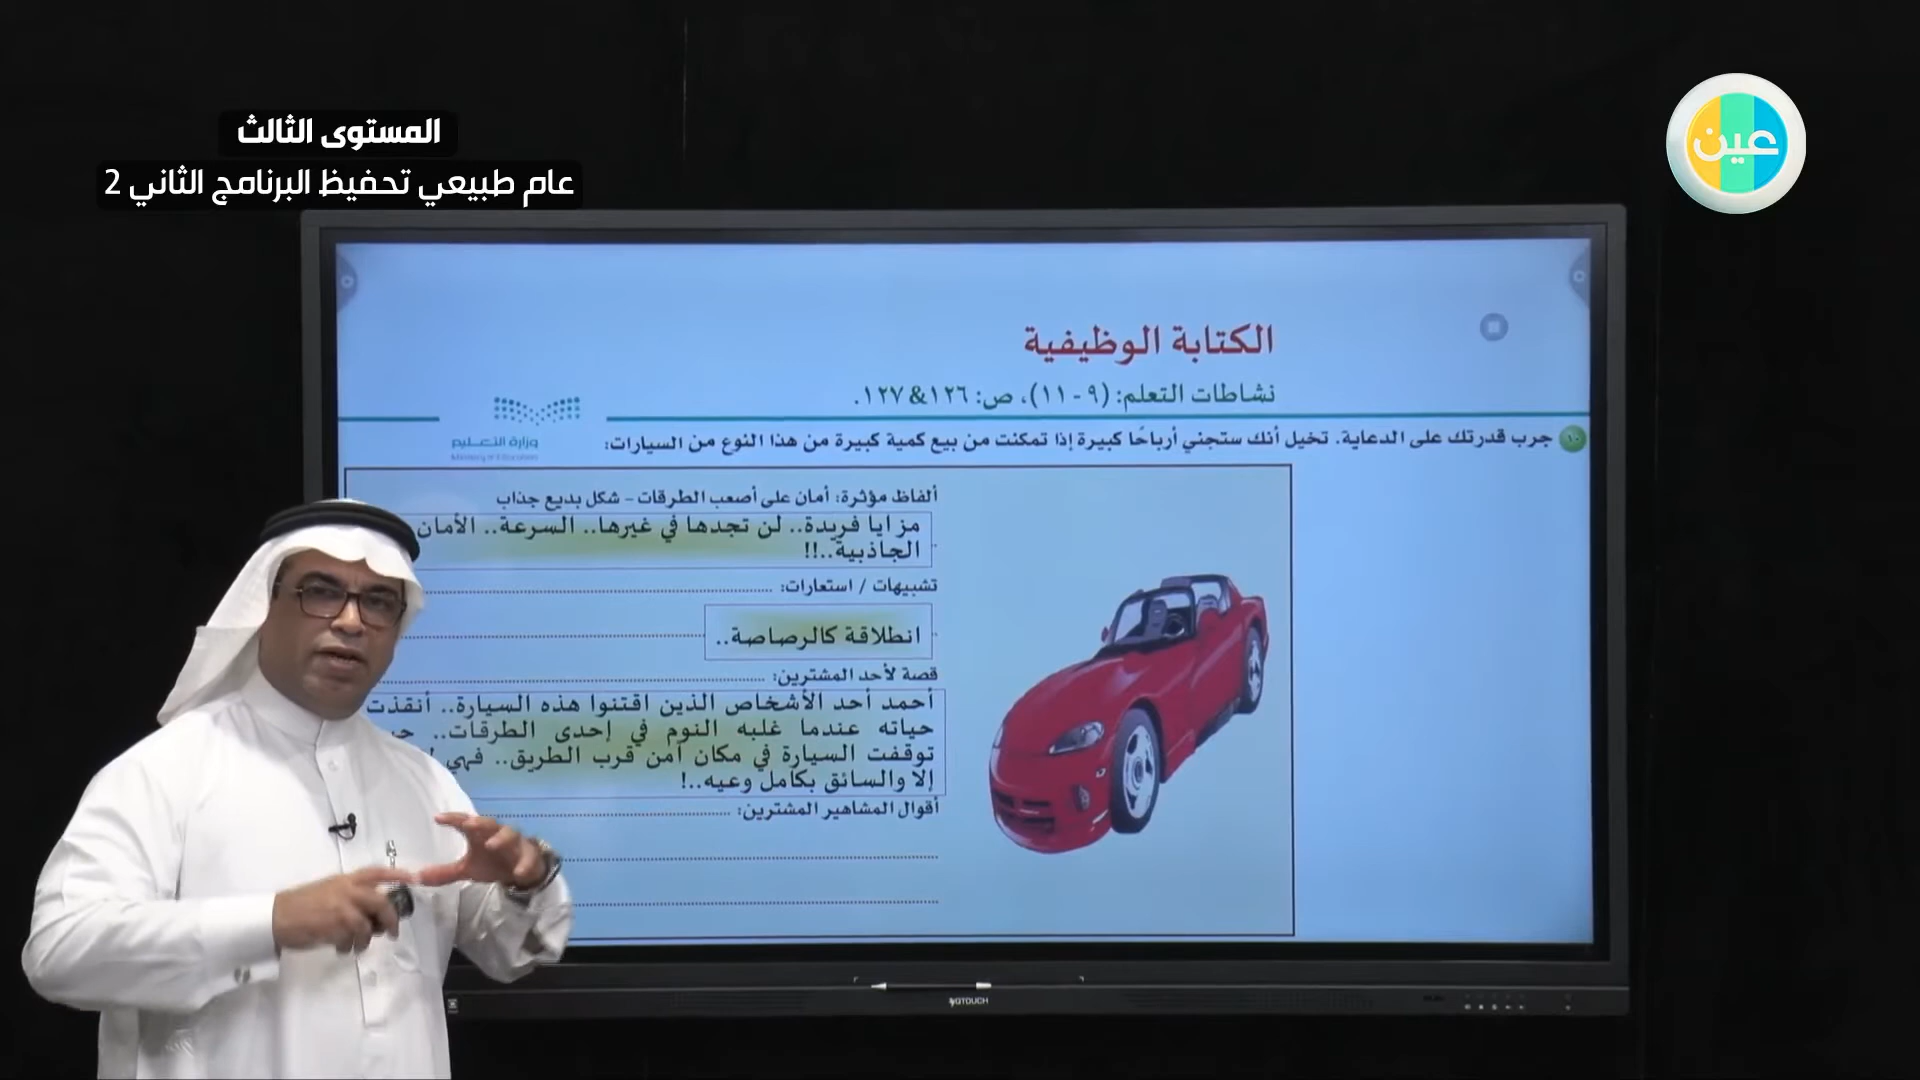 المستوى الثالث
عام طبيعي تحفيظ البرنامج الثاني 2
عين
الكتابة الوظيفية
نشاطات التعلم: (٩ - ١١)، ص: ١٢٦ & ١٢٧.
وزارة التعليم
Ministry of Education
١٠ جرب قدرتك على الدعاية. تخيل أنك ستجني أرباحًا كبيرة إذا تمكنت من بيع كمية كبيرة من هذا النوع من السيارات:
ألفاظ مؤثرة: أمان على أصعب الطرقات - شكل بديع جذاب
مزايا فريدة.. لن تجدها في غيرها.. السرعة.. الأمان
الجاذبية..!!
تشبيهات / استعارات:
انطلاقة كالرصاصة..
قصة لأحد المشترين:
أحمد أحد الأشخاص الذين اقتنوا هذه السيارة.. أنقذت
حياته عندما غلبه النوم في إحدى الطرقات..
توقفت السيارة في مكان آمن قرب الطريق.. فهي
إلا والسائق بكامل وعيه..!
أقوال المشاهير المشترين:
QTOUCH